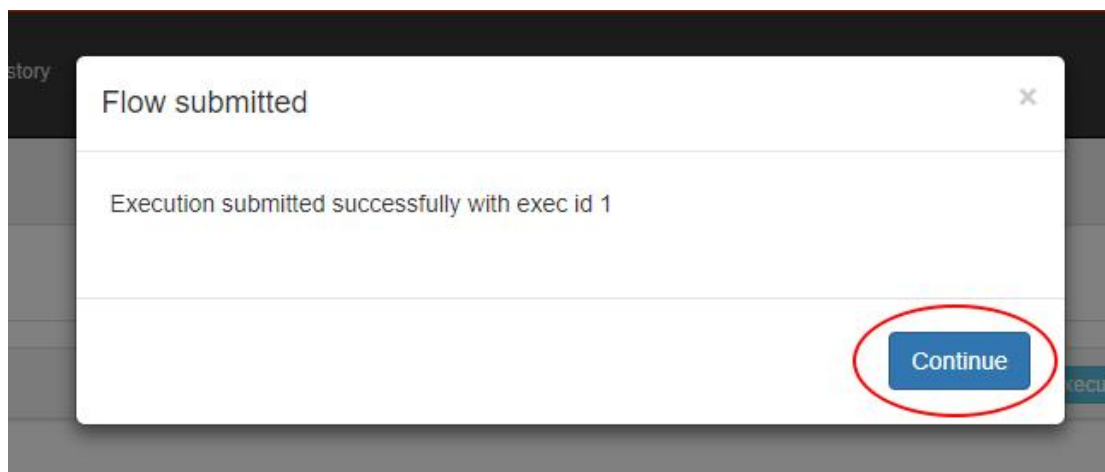 story
Flow submitted
×
Execution submitted successfully with exec id 1
Continue
xecu